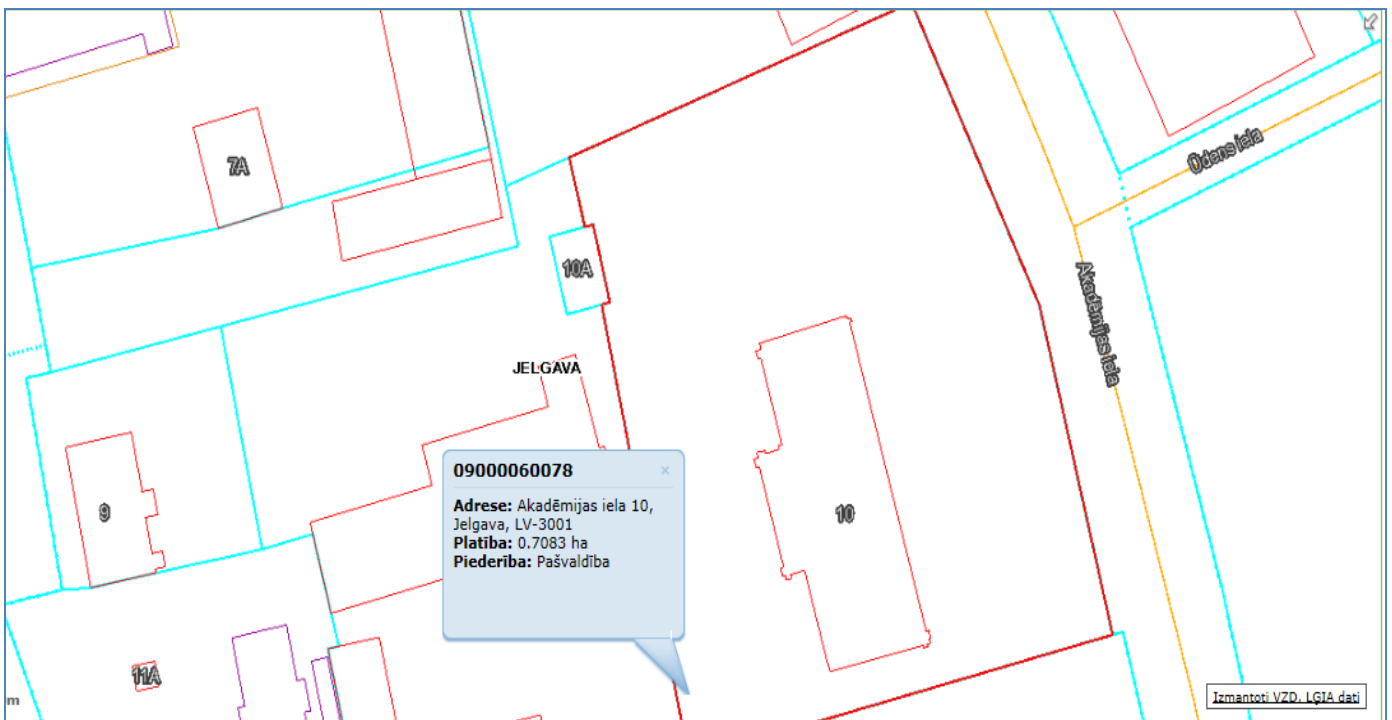 7A
Ūdens iela
10A
Akadēmijas iela
JELGAVA
09000060078
×
Adrese: Akadēmijas iela 10,
Jelgava, LV-3001
Platība: 0.7083 ha
Piederība: Pašvaldība
9
10
11A
m
Izmantoti VZD, LĢIA dati